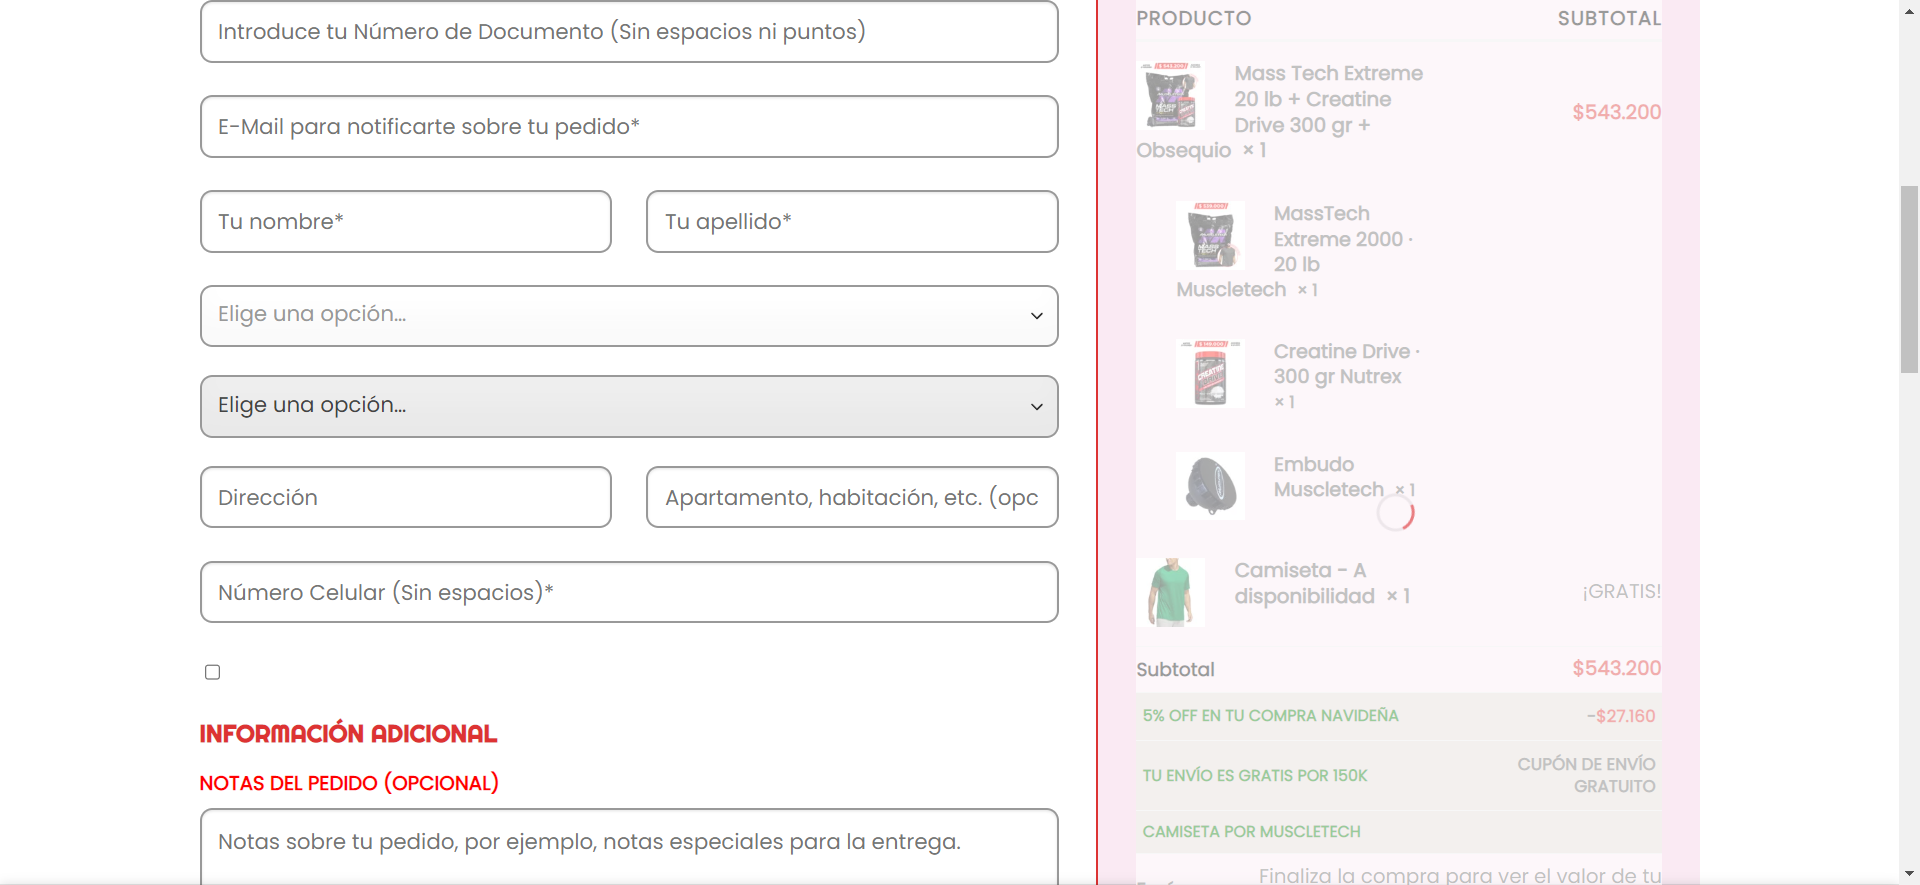 Introduce tu Número de Documento (Sin espacios ni puntos)
E-Mail para notificarte sobre tu pedido*
Tu nombre*
Tu apellido*
Elige una opción...
Elige una opción...
Dirección
Apartamento, habitación, etc. (opc
Número Celular (Sin espacios)*
INFORMACIÓN ADICIONAL
NOTAS DEL PEDIDO (OPCIONAL)
Notas sobre tu pedido, por ejemplo, notas especiales para la entrega.
PRODUCTO
SUBTOTAL
Mass Tech Extreme
20 lb + Creatine
Drive 300 gr +
Obsequio × 1
$543.200
MassTech
Extreme 2000 ·
20 lb
Muscletech × 1
Creatine Drive ·
300 gr Nutrex
× 1
Embudo
Muscletech × 1
Camiseta - A
disponibilidad × 1
¡GRATIS!
Subtotal
$543.200
5% OFF EN TU COMPRA NAVIDEÑA
-$27.160
TU ENVÍO ES GRATIS POR 150K
CUPÓN DE ENVÍO
GRATUITO
CAMISETA POR MUSCLETECH
Finaliza la compra para ver el valor de tu